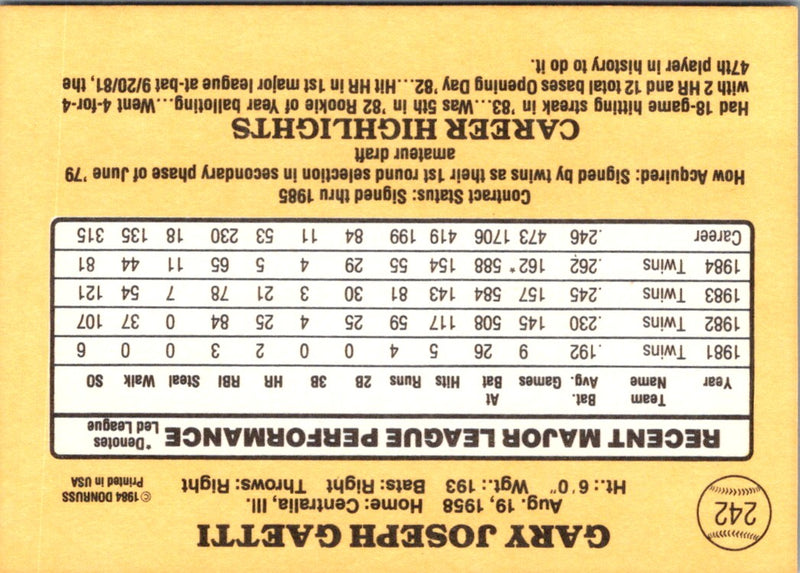 242
GARY JOSEPH GAETTI
Aug. 19, 1958 Home: Centralia, Ill.
Ht.: 6'0" Wgt.: 193 Bats: Right Throws: Right
©1984 DONRUSS
Printed in USA
RECENT MAJOR LEAGUE PERFORMANCE
*Denotes
Led League
Year Team Name Bat. Avg. Games At Bat Hits Runs 2B 3B HR RBI Steal Walk SO
1981 Twins .192 9 26 5 4 0 0 2 3 0 0 6
1982 Twins .230 145 508 117 59 25 4 25 84 0 37 107
1983 Twins .245 157 584 143 81 30 3 21 78 7 54 121
1984 Twins .262 162* 588 154 55 29 4 5 65 11 44 81
Career .246 473 1706 419 199 84 11 53 230 18 135 315
Contract Status: Signed thru 1985
How Acquired: Signed by twins as their 1st round selection in secondary phase of June '79
amateur draft
CAREER HIGHLIGHTS
Had 18-game hitting streak in '83...Was 5th in '82 Rookie of Year balloting...Went 4-for-4
with 2 HR and 12 total bases Opening Day '82...Hit HR in 1st major league at-bat 9/20/81, the
47th player in history to do it.